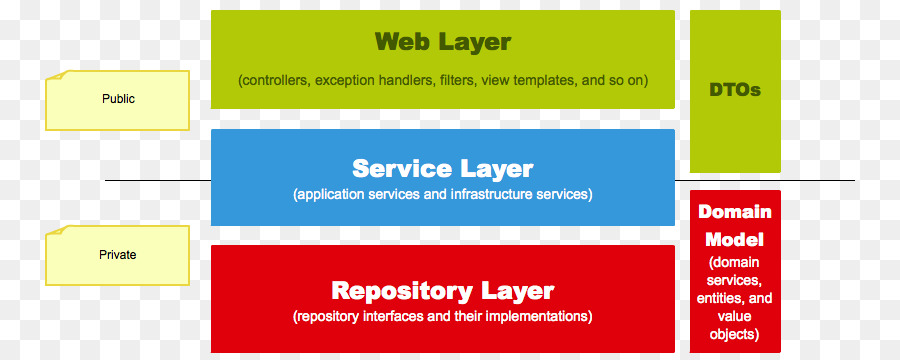 Web Layer
(controllers, exception handlers, filters, view templates, and so on)
DTOs
Public
Service Layer
(application services and infrastructure services)
Domain
Model
(domain
services,
entities, and
value
objects)
Private
Repository Layer
(repository interfaces and their implementations)